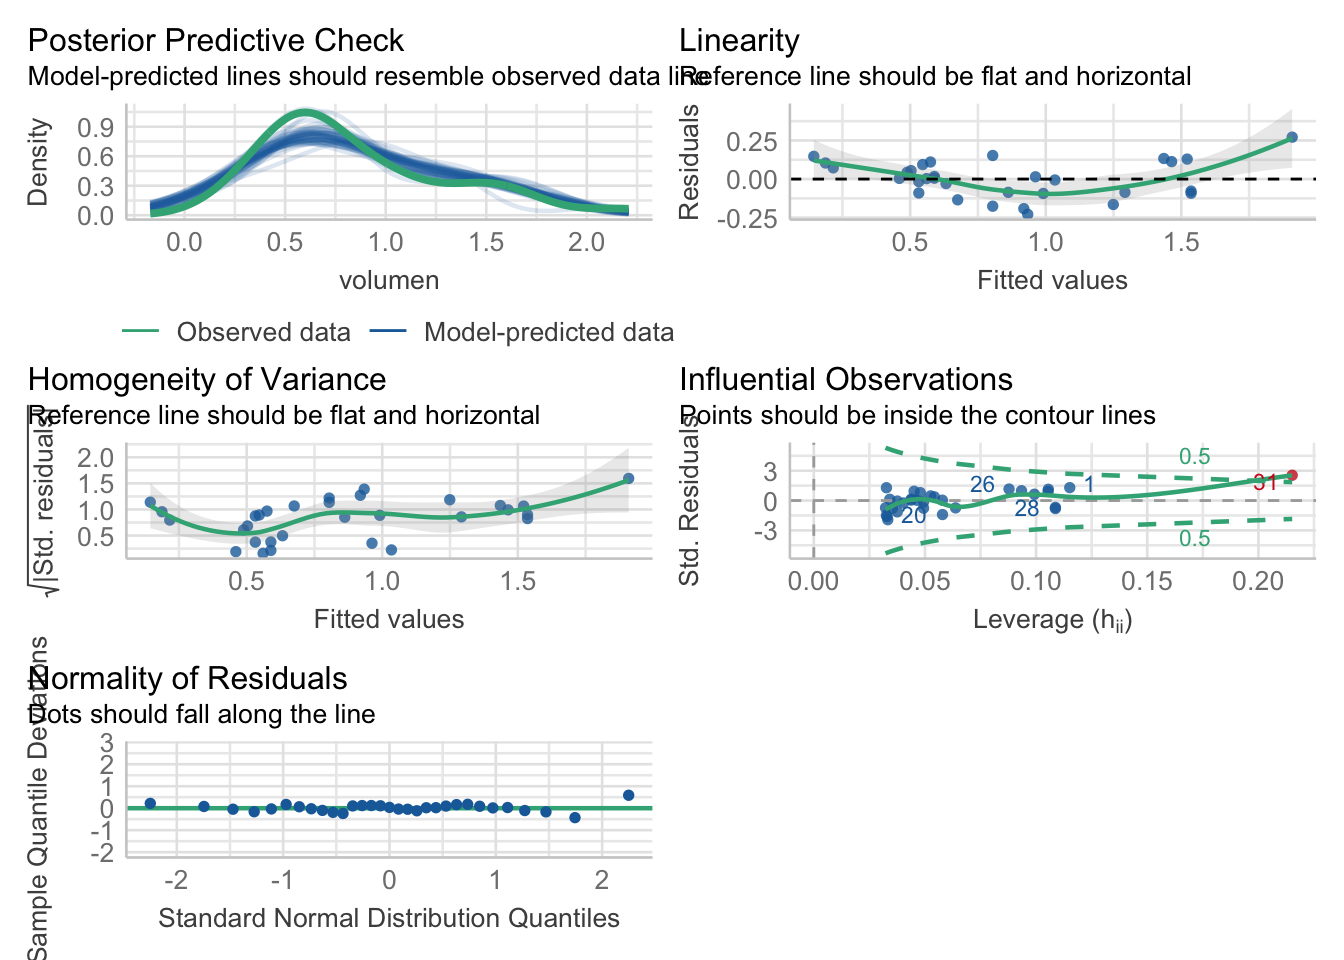 Posterior Predictive Check
Model-predicted lines should resemble observed data line
Density
0.9
0.6
0.3
0.0
0.0 0.5 1.0 1.5 2.0
volumen
Observed data Model-predicted data
Linearity
Reference line should be flat and horizontal
Residuals
0.25
0.00
-0.25
0.5 1.0 1.5
Fitted values
Homogeneity of Variance
Reference line should be flat and horizontal
√|Std. residuals|
2.0
1.5
1.0
0.5
0.5 1.0 1.5
Fitted values
Influential Observations
Points should be inside the contour lines
Std. Residuals
3
0
-3
0.5
26 1 31
20 28
0.5
0.00 0.05 0.10 0.15 0.20
Leverage (hii)
Normality of Residuals
Dots should fall along the line
Sample Quantile Deviations
3
2
1
0
-1
-2
-2 -1 0 1 2
Standard Normal Distribution Quantiles